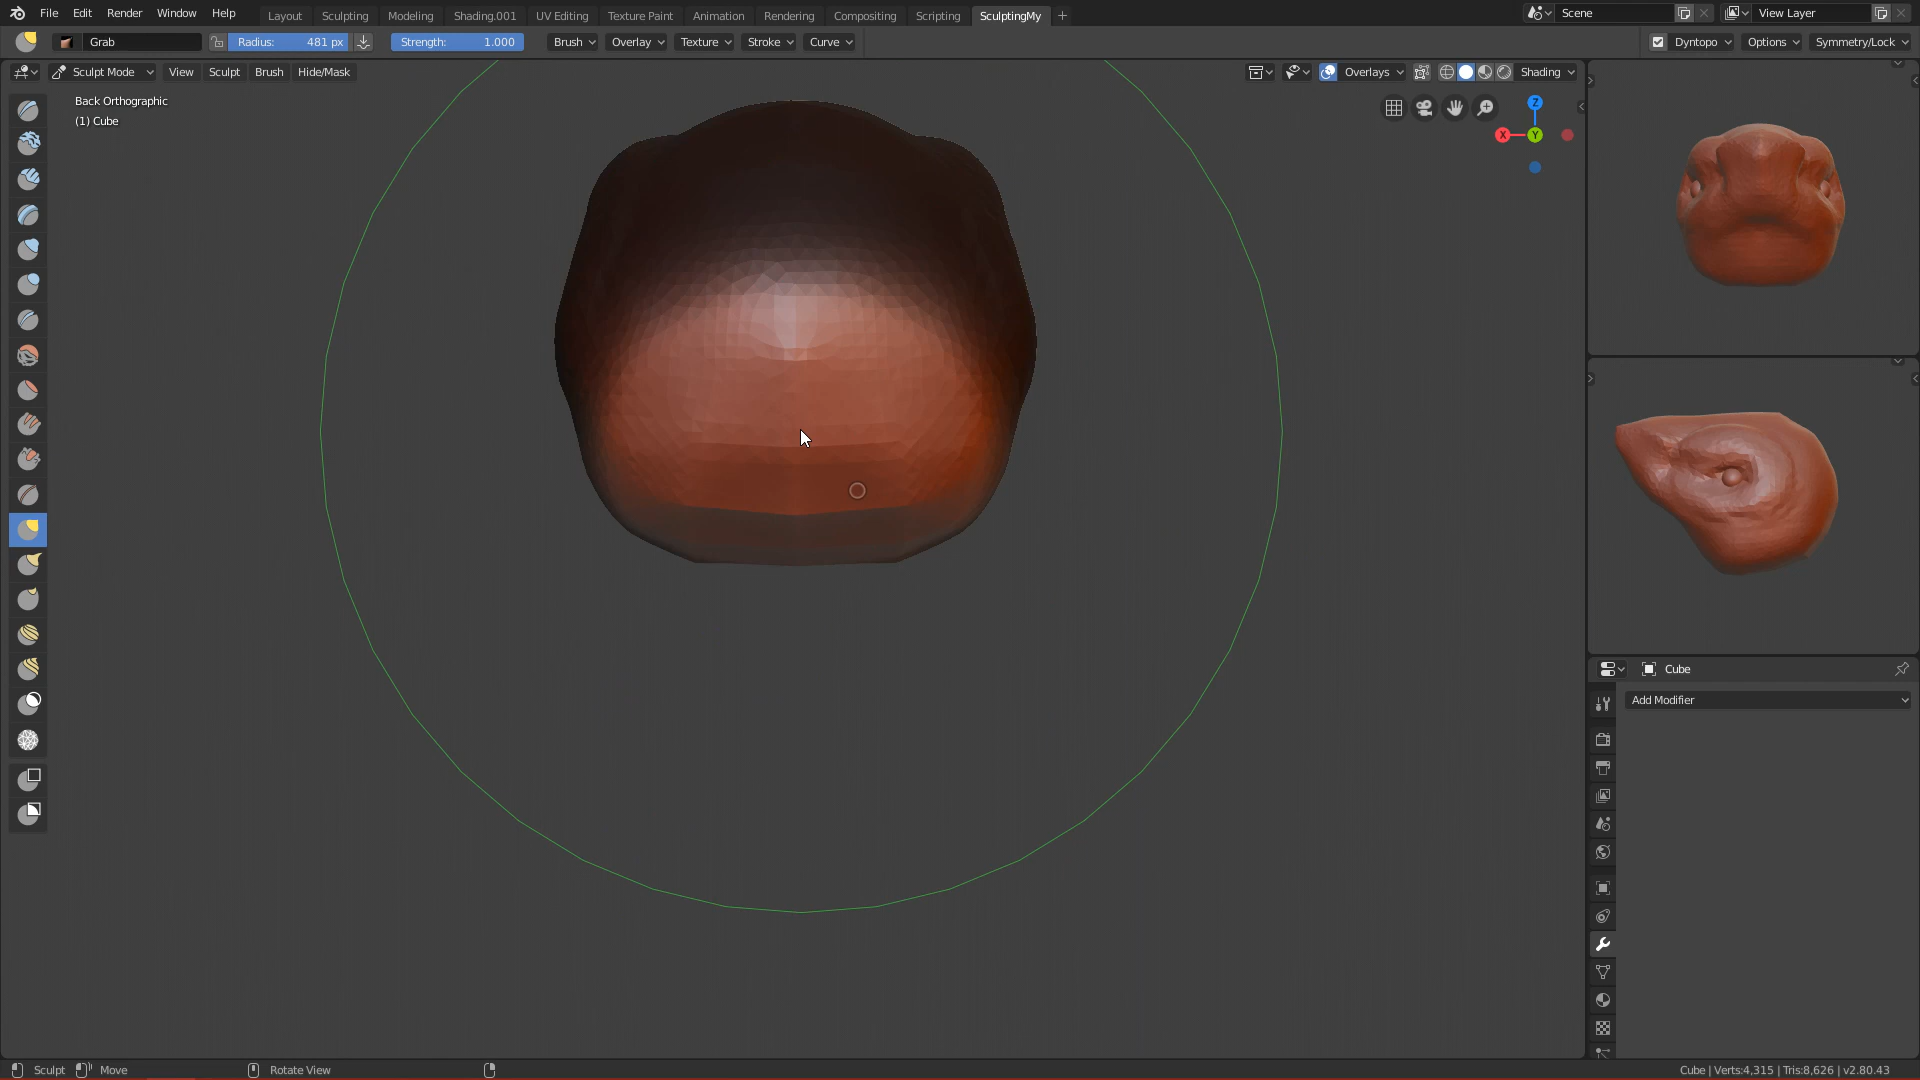 File Edit Render Window Help Layout Sculpting Modeling Shading.001 UV Editing Texture Paint Animation Rendering Compositing Scripting SculptingMy + Scene View Layer
Grab Radius: 481 px Strength: 1.000 Brush Overlay Texture Stroke Curve Dyntopo Options Symmetry/Lock
Sculpt Mode View Sculpt Brush Hide/Mask Overlays Shading
Back Orthographic
(1) Cube
Z
X Y
Cube
Add Modifier
Sculpt Move Rotate View Cube | Verts:4,315 | Tris:8,626 | v2.80.43